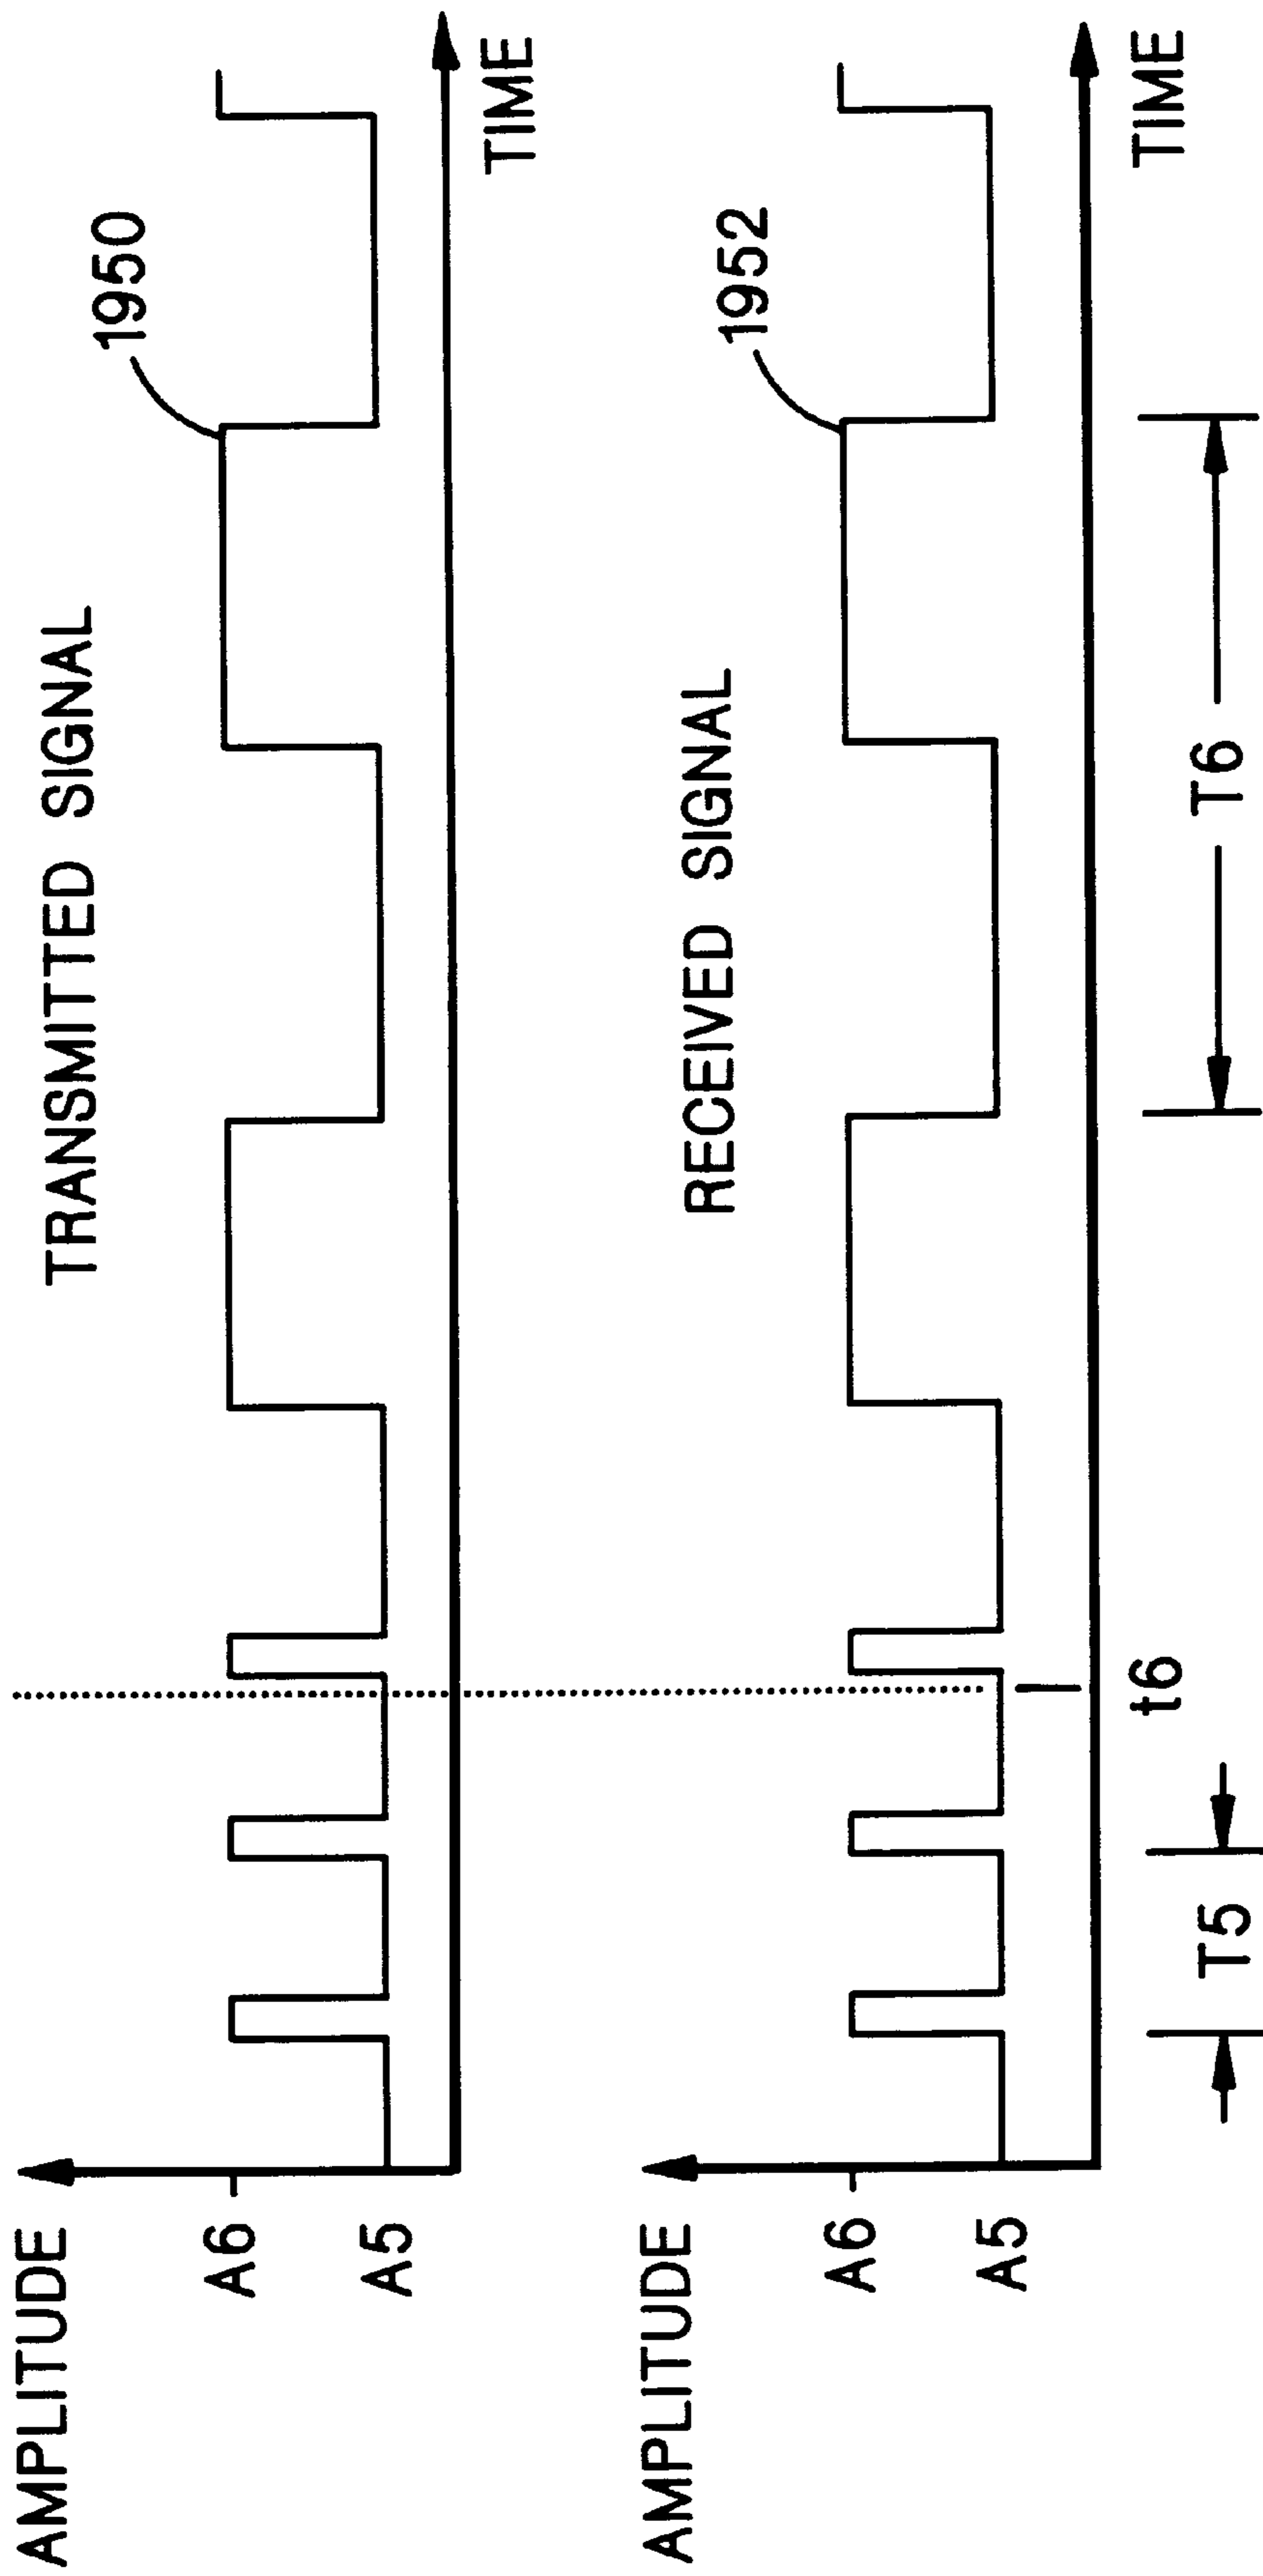 TRANSMITTED SIGNAL
1950
AMPLITUDE
A6
A5
TIME
RECEIVED SIGNAL
1952
AMPLITUDE
A6
A5
TIME
t6
T5
T6